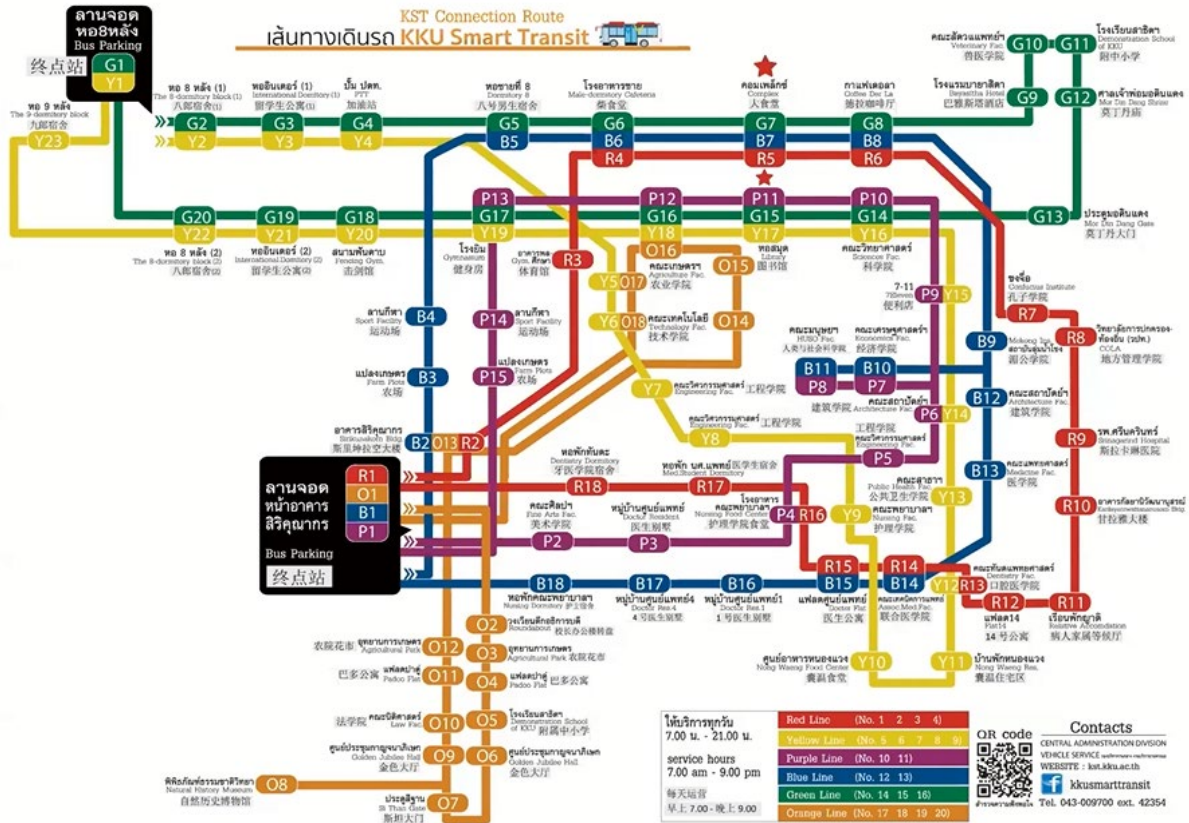 KST Connection Route
เส้นทางเดินรถ KKU Smart Transit
ลานจอด
หอ8หลัง
Bus Parking
终点站
G1
Y1
หอ 9 หลัง
The 9-dormitory block
九郎宿舍
Y23
หอ 8 หลัง (1)
The 8-dormitory block (1)
八郎宿舍(1)
G2
Y2
หออินเตอร์ (1)
International Domitory (1)
留学生公寓(1)
G3
Y3
ปั๊ม ปตท.
PTT
加油站
G4
Y4
หอชายที่ 8
Dormitory 8
八号男生宿舍
G5
B5
โรงอาหารชาย
Male-dormitory Cafeteria
柴食堂
G6
B6
R4
คอมเพล็กซ์
Complex
大食堂
G7
B7
R5
กาแฟเดอลา
Coffee Der La
德拉咖啡厅
G8
B8
R6
โรงแรมบายาสิตา
Bayasitha Hotel
巴雅斯塔酒店
G9
คณะสัตวแพทย์ฯ
Veterinary Fac.
兽医学院
G10
G11
โรงเรียนสาธิตฯ
Demonstration School
of KKU
附中小学
G12
ศาลเจ้าพ่อมอดินแดง
Mor Din Dang Shrine
莫丁丹庙
G13
ประตูมอดินแดง
Mor Din Dang Gate
莫丁丹大门
G20
Y22
หอ 8 หลัง (2)
The 8-dormitory block (2)
八郎宿舍(2)
G19
Y21
หออินเตอร์ (2)
International Domitory (2)
留学生公寓(2)
G18
Y20
สนามฟันดาบ
Fencing Gym.
击剑馆
P13
G17
Y19
โรงยิม
Gymnasium
健身房
P12
G16
Y18
P11
G15
Y17
หอสมุด
Library
图书馆
P10
G14
Y16
คณะวิทยาศาสตร์
Sciences Fac.
科学院
R3
อาคารพล
ศึกษา
Gym.
体育馆
O16
คณะเกษตรฯ
Agriculture Fac.
农业学院
O15
Y5
O17
Y6
O18
คณะเทคโนโลยี
Technology Fac.
技术学院
O14
7-11
7Eleven
便利店
P9
Y15
ขงจื่อ
Confucius Institute
孔子学院
R7
R8
วิทยาลัยการปกครอง
ท้องถิ่น (วปท.)
COLA
地方管理学院
ลานกีฬา
Sport Facility
运动场
B4
P14
ลานกีฬา
Sport Facility
运动场
แปลงเกษตร
Farm Plots
农场
B3
P15
แปลงเกษตร
Farm Plots
农场
Y7
คณะวิศวกรรมศาสตร์
Engineering Fac.
工程学院
คณะมนุษยฯ
HUSO Fac.
人类与社会科学院
B11
P8
คณะเศรษฐศาสตร์ฯ
Economics Fac.
经济学院
B10
P7
B9
Mekong Ins.
สถาบันลุ่มน้ำโขง
湄公学院
B12
คณะสถาปัตย์ฯ
Architecture Fac.
建筑学院
建筑学院
คณะสถาปัตย์ฯ
Architecture Fac.
P6
Y14
อาคารสิริคุณากร
Sirikunakorn Bldg.
斯里坤拉空大楼
B2
O13
R2
Y8
คณะวิศวกรรมศาสตร์
Engineering Fac.
工程学院
工程学院
คณะวิศวกรรมศาสตร์
Engineering Fac.
P5
R9
รพ.ศรีนครินทร์
Srinagarind Hospital
斯拉卡琳医院
B13
คณะแพทยศาสตร์
Medicine Fac.
医学院
ลานจอด
หน้าอาคาร
สิริคุณากร
Bus Parking
终点站
R1
O1
B1
P1
หอพักทันตะ
Dentistry Dormitory
牙医学院宿舍
R18
หอพัก นศ.แพทย์
Med.Student Dormitory
医学生宿舍
R17
โรงอาหาร
คณะพยาบาลฯ
Nursing Food Center
护理学院食堂
P4
R16
Y9
คณะพยาบาลฯ
Nursing Fac.
护理学院
คณะสาธาฯ
Public Health Fac.
公共卫生学院
Y13
R10
อาคารกัลยาณิวัฒนานุสรณ์
甘拉雅大楼
คณะศิลปฯ
Fine Arts Fac.
美术学院
P2
หมู่บ้านศูนย์แพทย์
Doctor Resident
医生别墅
P3
B18
หอพักคณะพยาบาลฯ
Nursing Dormitory 护士宿舍
B17
หมู่บ้านศูนย์แพทย์4
Doctor Res.4
4号医生别墅
B16
หมู่บ้านศูนย์แพทย์1
Doctor Res.1
1号医生别墅
R15
B15
แฟลตศูนย์แพทย์
Doctor Flat
医生公寓
R14
B14
คณะเทคนิคการแพทย์
Assoc.Med.Fac.
联合医学院
Y12
R13
คณะทันตแพทยศาสตร์
Dentistry Fac.
口腔医学院
R12
แฟลต14
Flat14
14 号公寓
R11
เรือนพักญาติ
Relative Accomdation
病人家属等候厅
O2
วงเวียนตึกอธิการบดี
Roundabout
校长办公楼转盘
农院花市
อุทยานการเกษตร
Agricultural Park
O12
O3
อุทยานการเกษตร
Agricultural Park
农院花市
巴多公寓
แฟลตปาดู่
Padoo Flat
O11
O4
แฟลตปาดู่
Padoo Flat
巴多公寓
法学院
คณะนิติศาสตร์
Law Fac.
O10
O5
โรงเรียนสาธิตฯ
Demonstration School
of KKU 附属中小学
ศูนย์ประชุมกาญจนาภิเษก
Golden Jubilee Hall
金色大厅
O9
O6
ศูนย์ประชุมกาญจนาภิเษก
Golden Jubilee Hall
金色大厅
พิพิธภัณฑ์ธรรมชาติวิทยา
Natural History Museum
自然历史博物馆
O8
ประตูสีฐาน
Si Than Gate
斯坦大门
O7
ศูนย์อาหารหนองแวง
Nong Waeng Food Center
囊温食堂
Y10
Y11
บ้านพักหนองแวง
Nong Waeng Res.
囊温住宅区
ให้บริการทุกวัน
7.00 น. - 21.00 น.
service hours
7.00 am - 9.00 pm
每天运营
早上 7.00 - 晚上 9.00
Red Line (No. 1 2 3 4)
Yellow Line (No. 5 6 7 8 9)
Purple Line (No. 10 11)
Blue Line (No. 12 13)
Green Line (No. 14 15 16)
Orange Line (No. 17 18 19 20)
QR code
สำรวจความพึงพอใจ
Contacts
CENTRAL ADMINISTRATION DIVISION
VEHICLE SERVICE
WEBSITE : kst.kku.ac.th
kkusmarttransit
Tel. 043-009700 ext. 42354